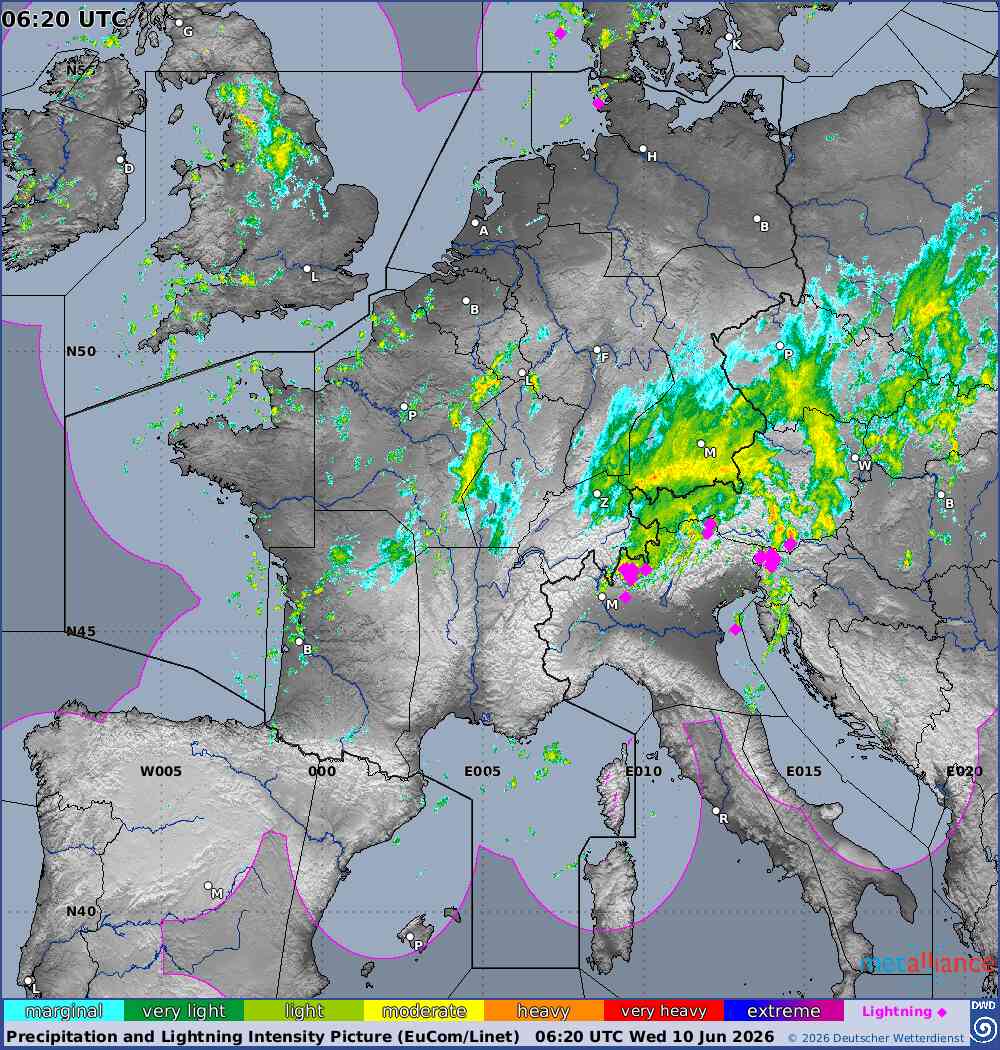 06:20 UTC
G
K
N55
D
H
A
B
L
B
N50
F
P
L
P
M
W
Z
B
M
N45
B
W005
000
E005
E010
E015
E020
R
M
N40
P
L
metalliance
marginal
very light
light
moderate
heavy
very heavy
extreme
Lightning
DWD
Precipitation and Lightning Intensity Picture (EuCom/Linet) 06:20 UTC Wed 10 Jun 2026 © 2026 Deutscher Wetterdienst